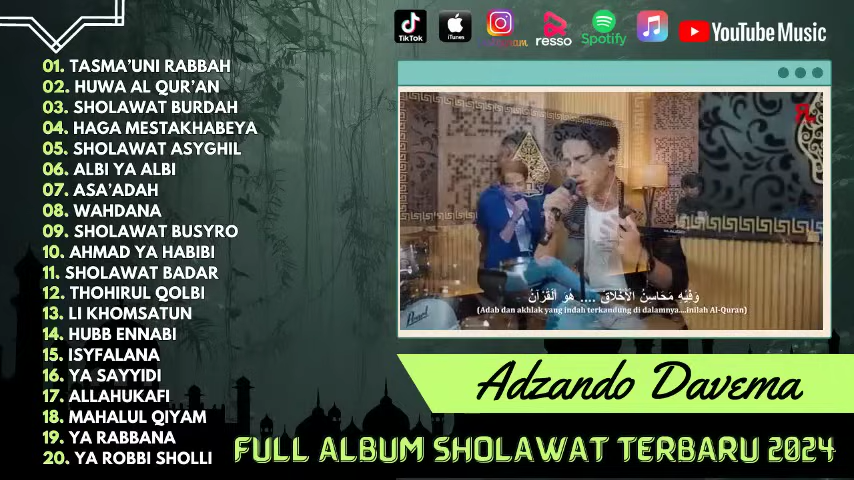 TikTok
iTunes
Instagram
resso
Spotify
YouTube Music
01. TASMA'UNI RABBAH
02. HUWA AL QUR'AN
03. SHOLAWAT BURDAH
04. HAGA MESTAKHABEYA
05. SHOLAWAT ASYGHIL
06. ALBI YA ALBI
07. ASA'ADAH
08. WAHDANA
09. SHOLAWAT BUSYRO
10. AHMAD YA HABIBI
11. SHOLAWAT BADAR
12. THOHIRUL QOLBI
13. LI KHOMSATUN
14. HUBB ENNABI
15. ISYFALANA
16. YA SAYYIDI
17. ALLAHUKAFI
18. MAHALUL QIYAM
19. YA RABBANA
20. YA ROBBI SHOLLI
وَفِيْهِ مَحَاسِنُ الْأَخْلَاقْ .... هُوَ الْقُرْآنْ
(Adab dan akhlak yang indah terkandung di dalamnya....inilah Al-Quran)
Pearl
Adzando Davema
FULL ALBUM SHOLAWAT TERBARU 2024